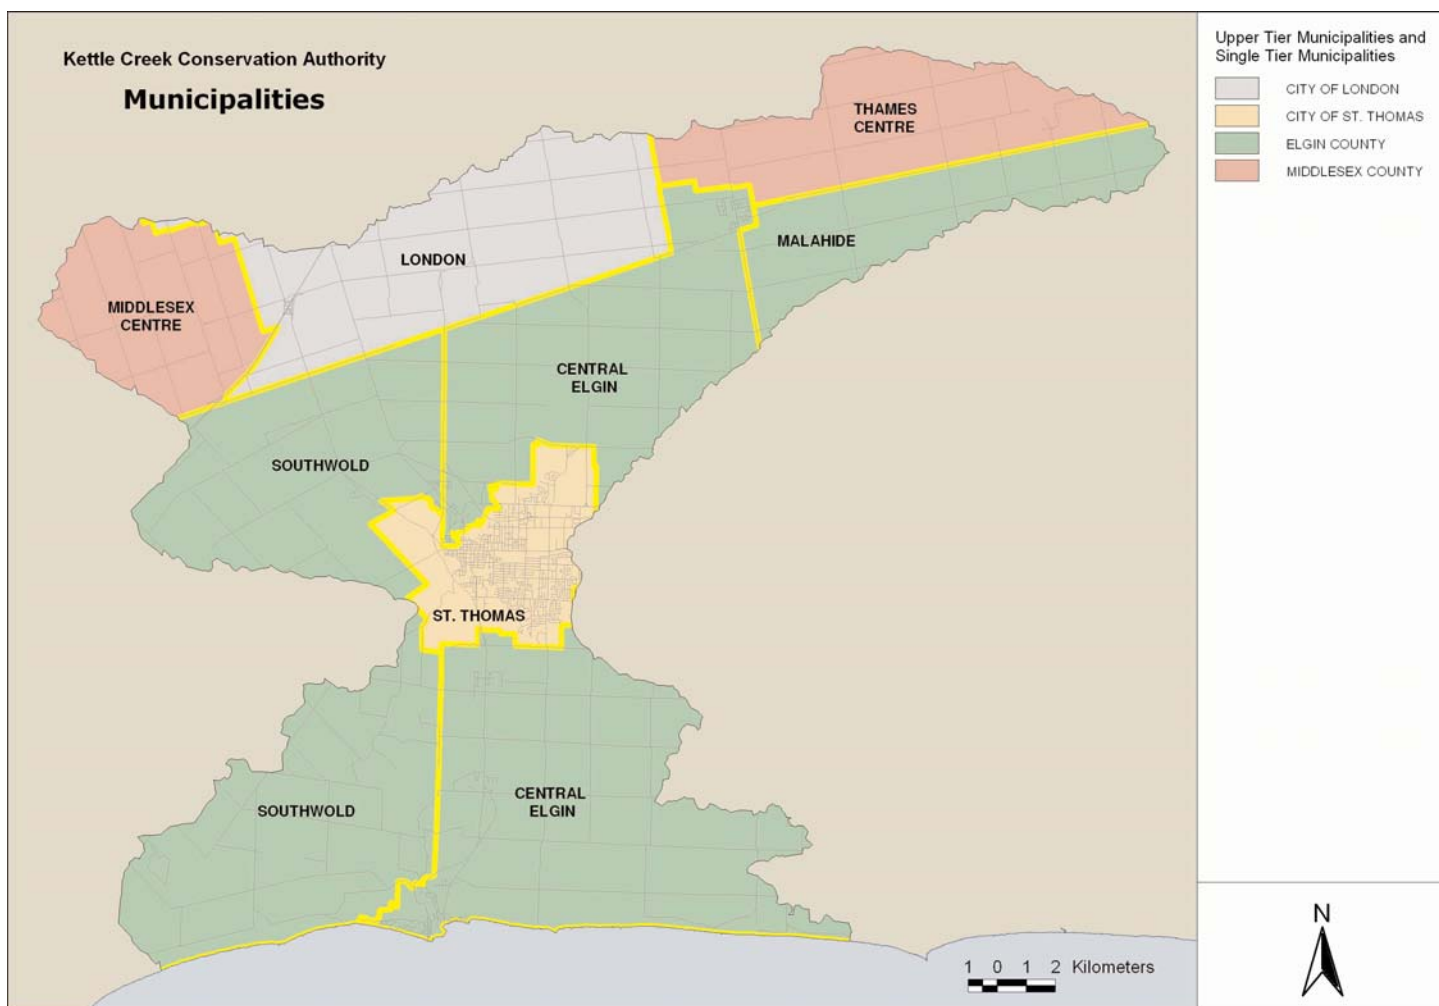 Kettle Creek Conservation Authority
Municipalities
Upper Tier Municipalities and
Single Tier Municipalities
CITY OF LONDON
CITY OF ST. THOMAS
ELGIN COUNTY
MIDDLESEX COUNTY
THAMES
CENTRE
MALAHIDE
LONDON
MIDDLESEX
CENTRE
CENTRAL
ELGIN
SOUTHWOLD
ST. THOMAS
CENTRAL
ELGIN
SOUTHWOLD
N
1 0 1 2 Kilometers